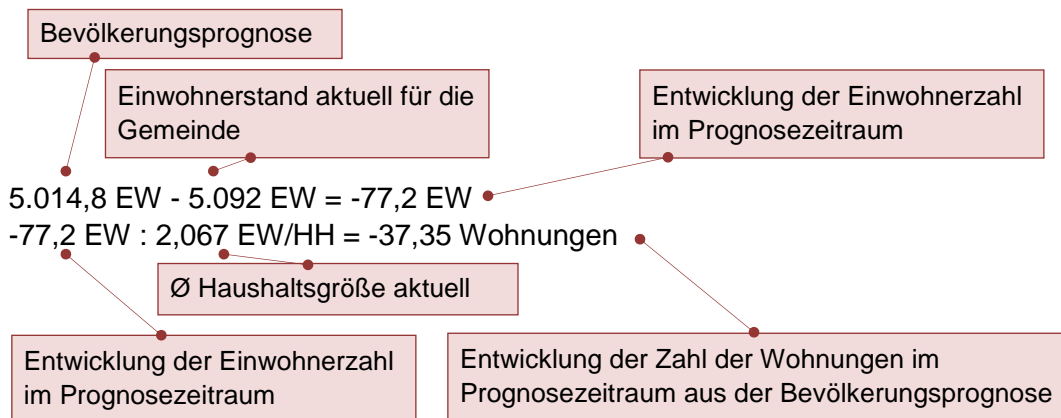 Bevölkerungsprognose
Einwohnerstand aktuell für die
Gemeinde
Entwicklung der Einwohnerzahl
im Prognosezeitraum
5.014,8 EW - 5.092 EW = -77,2 EW
-77,2 EW : 2,067 EW/HH = -37,35 Wohnungen
Ø Haushaltsgröße aktuell
Entwicklung der Einwohnerzahl
im Prognosezeitraum
Entwicklung der Zahl der Wohnungen im
Prognosezeitraum aus der Bevölkerungsprognose